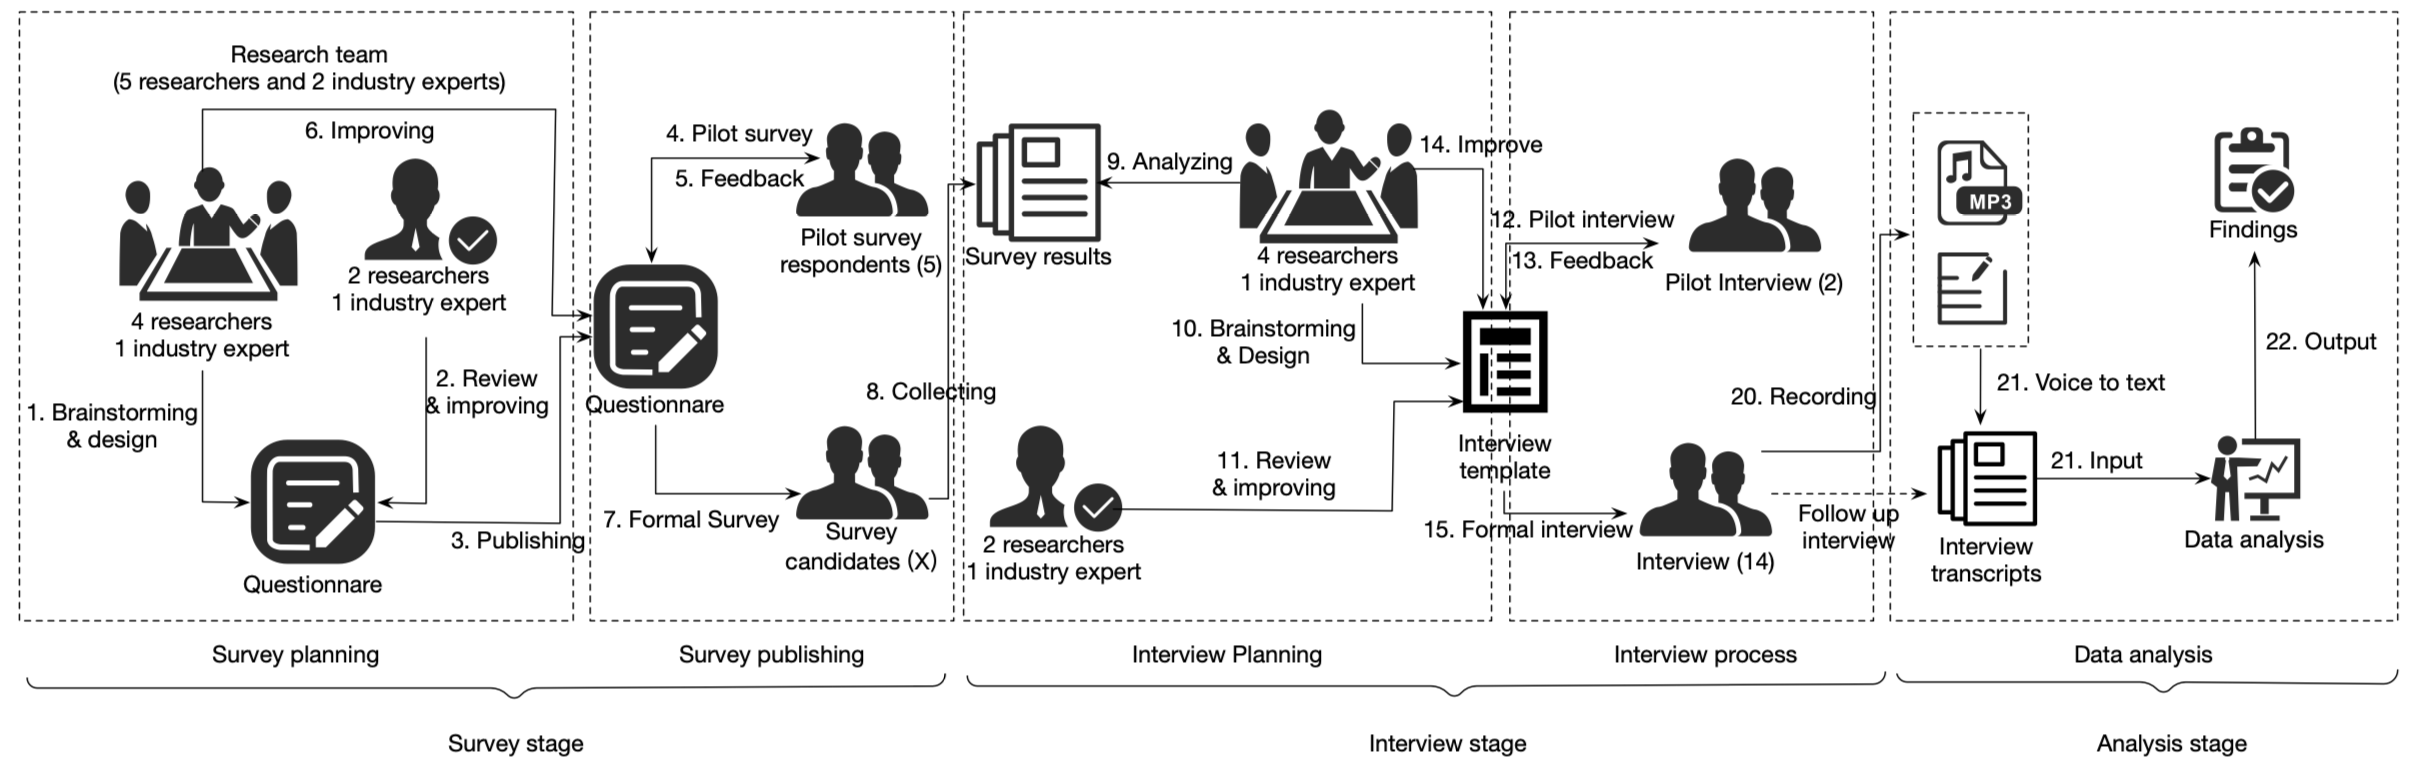 Research team
(5 researchers and 2 industry experts)
6. Improving
4 researchers
1 industry expert
2 researchers
1 industry expert
1. Brainstorming
& design
2. Review
& improving
3. Publishing
Questionnare
4. Pilot survey
5. Feedback
Pilot survey
respondents (5)
Questionnare
7. Formal Survey
Survey
candidates (X)
8. Collecting
Survey results
9. Analyzing
4 researchers
1 industry expert
10. Brainstorming
& Design
11. Review
& improving
2 researchers
1 industry expert
14. Improve
12. Pilot interview
13. Feedback
Pilot Interview (2)
Interview
template
15. Formal interview
Interview (14)
20. Recording
Follow up
interview
MP3
21. Voice to text
Interview
transcripts
21. Input
Data analysis
22. Output
Findings
Survey planning
Survey publishing
Interview Planning
Interview process
Data analysis
Survey stage
Interview stage
Analysis stage